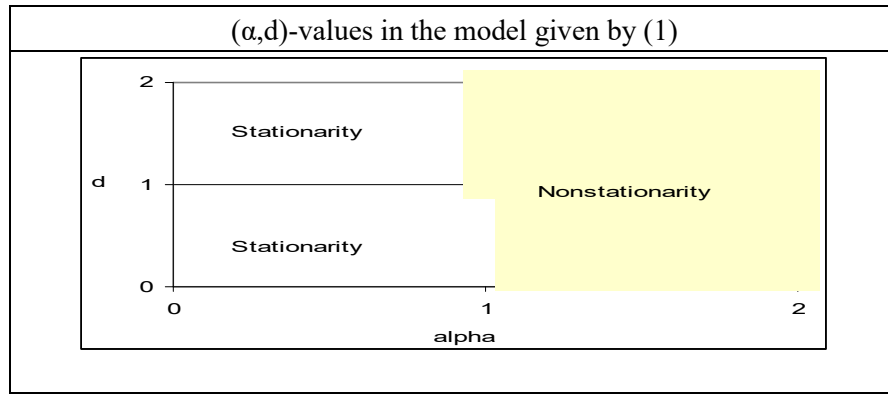 (α,d)-values in the model given by (1)
2
Stationarity
d
1
Nonstationarity
Stationarity
0
0 1 2
alpha